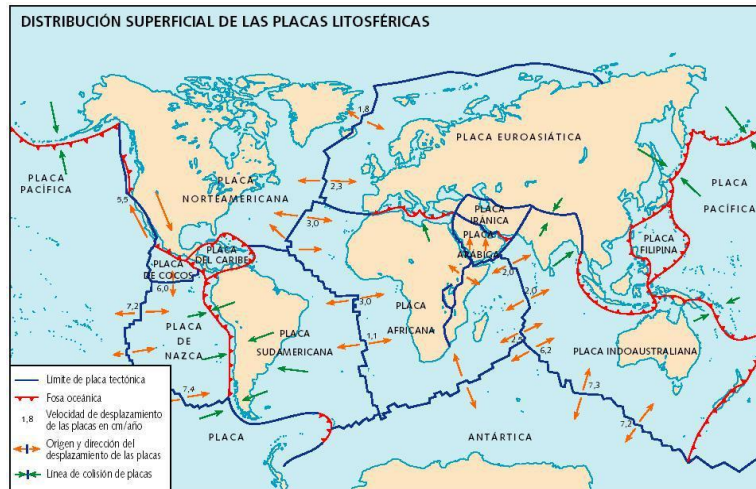 DISTRIBUCIÓN SUPERFICIAL DE LAS PLACAS LITOSFÉRICAS
1,8
PLACA EUROASIÁTICA
PLACA
PACÍFICA
PLACA
NORTEAMERICANA
2,3
5,5
3,0
PLACA
IRÁNICA
PLACA
ARÁBIGA
PLACA
PACÍFICA
PLACA
FILIPINA
PLACA
DEL CARIBE
PLACA
DE COCOS
6,0
2,0
2,0
7,2
3,0
PLACA
DE
NAZCA
PLACA
SUDAMERICANA
1,1
PLACA
AFRICANA
6,2
PLACA INDOAUSTRALIANA
7,4
7,3
7,2
PLACA
ANTÁRTICA
Límite de placa tectónica
Fosa oceánica
1,8
Velocidad de desplazamiento
de las placas en cm/año
Origen y dirección del
desplazamiento de las placas
Línea de colisión de placas